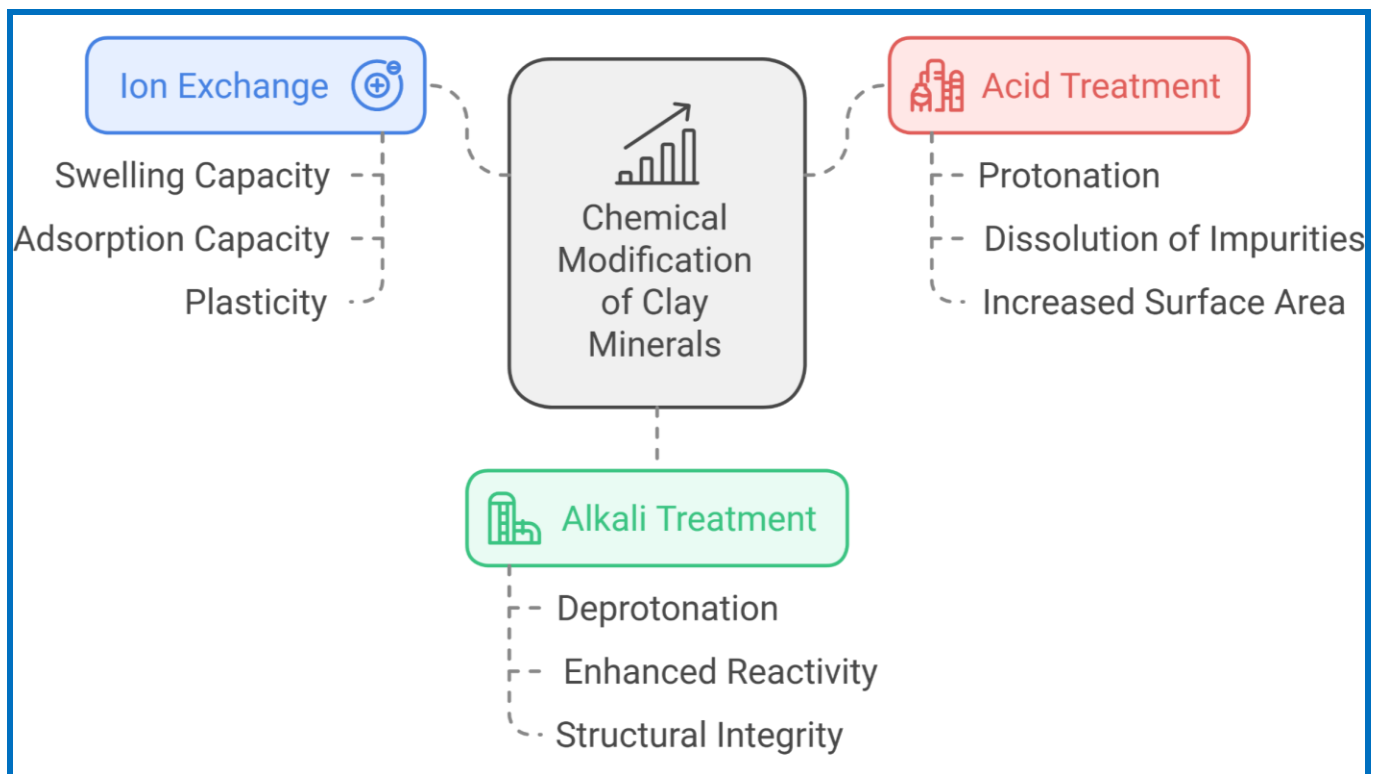 Ion Exchange
Swelling Capacity
Adsorption Capacity
Plasticity
Chemical
Modification
of Clay
Minerals
Acid Treatment
Protonation
Dissolution of Impurities
Increased Surface Area
Alkali Treatment
Deprotonation
Enhanced Reactivity
Structural Integrity